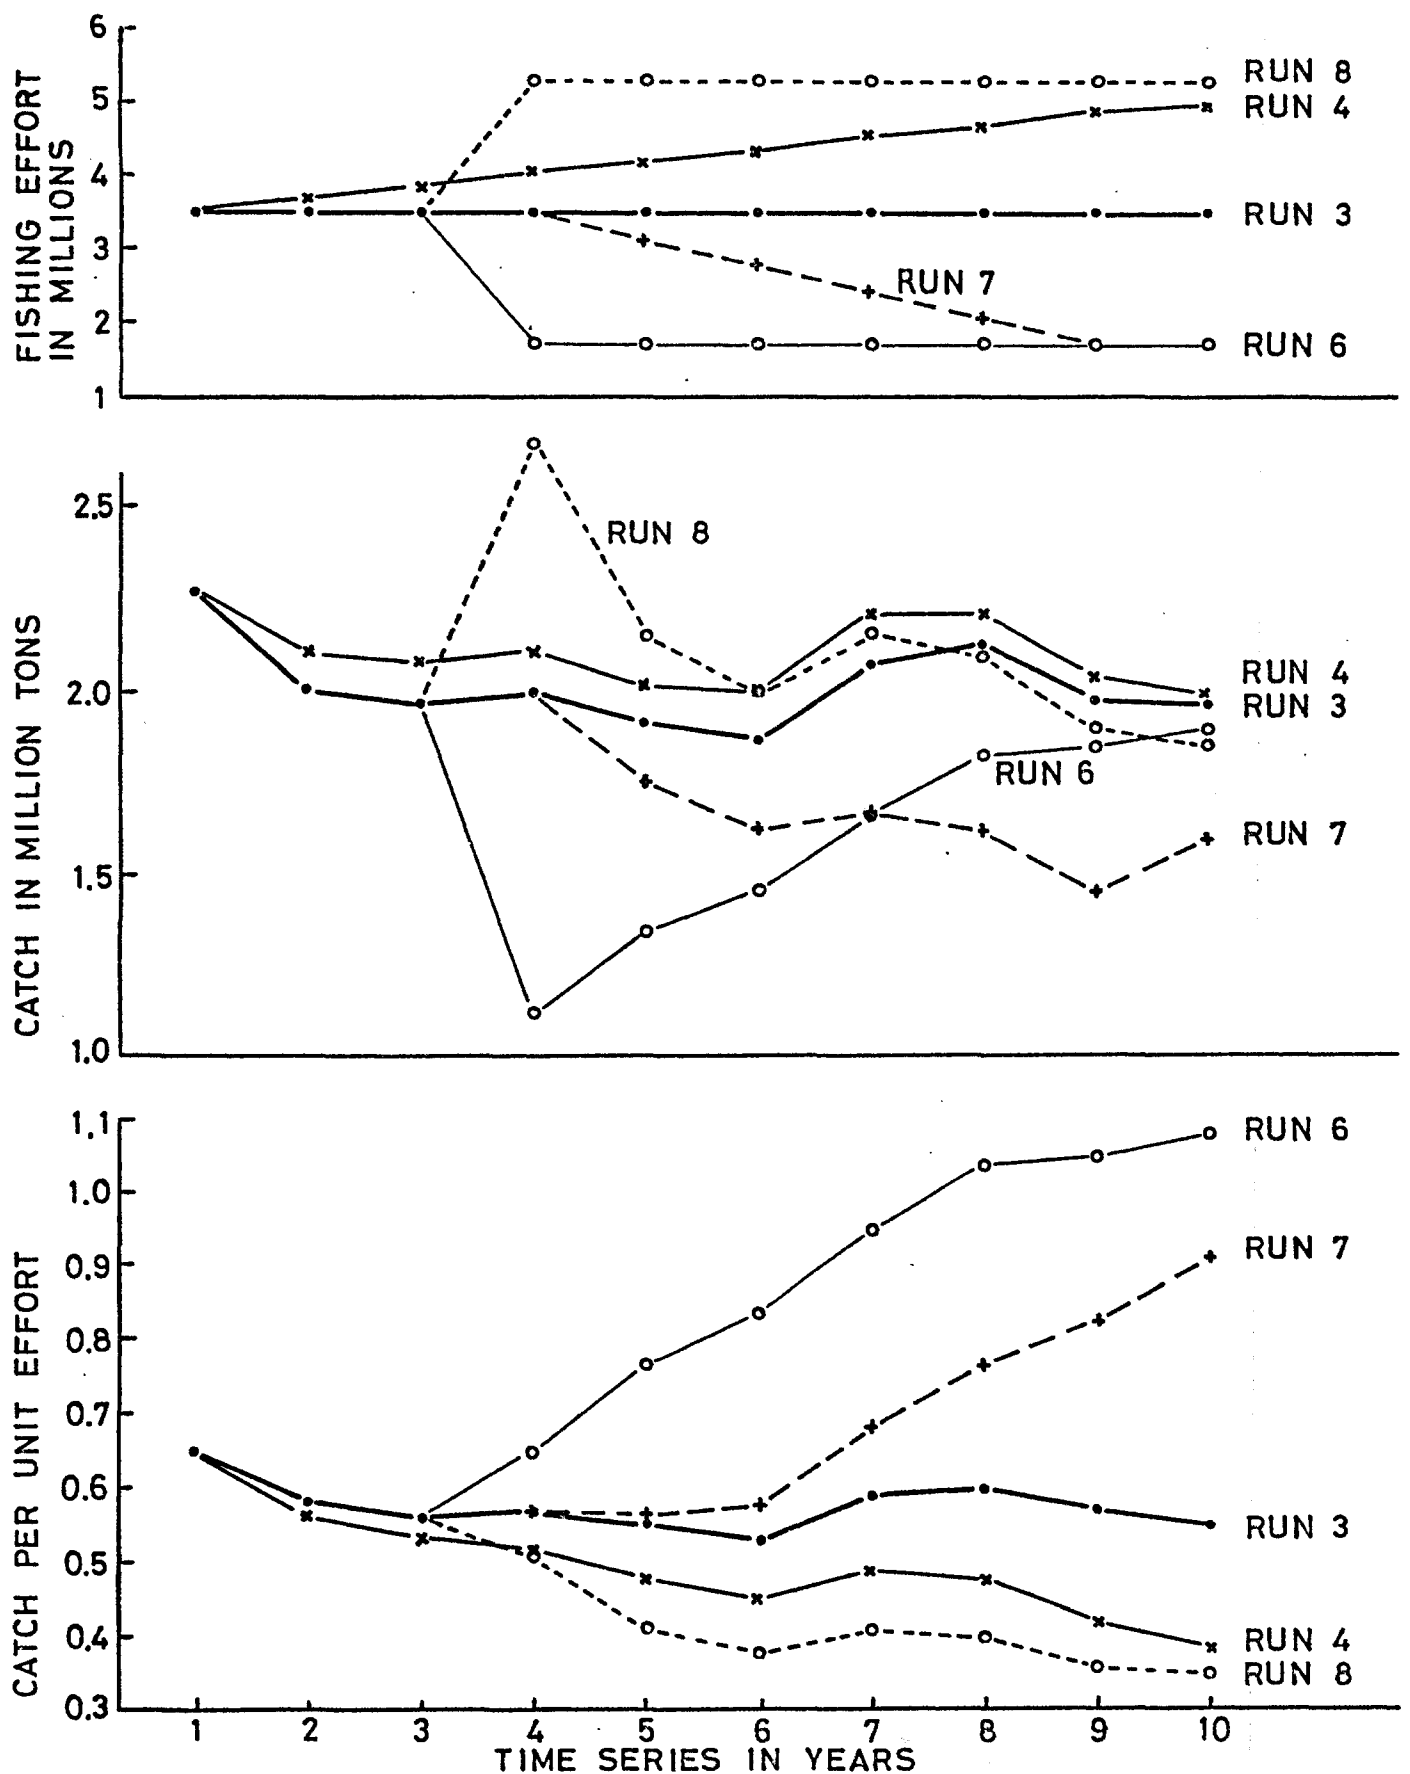 FISHING EFFORT
IN MILLIONS
6
5
4
3
2
1
RUN 8
RUN 4
RUN 3
RUN 7
RUN 6
CATCH IN MILLION TONS
2.5
2.0
1.5
1.0
RUN 8
RUN 4
RUN 3
RUN 6
RUN 7
CATCH PER UNIT EFFORT
1.1
1.0
0.9
0.8
0.7
0.6
0.5
0.4
0.3
RUN 6
RUN 7
RUN 3
RUN 4
RUN 8
1 2 3 4 5 6 7 8 9 10
TIME SERIES IN YEARS